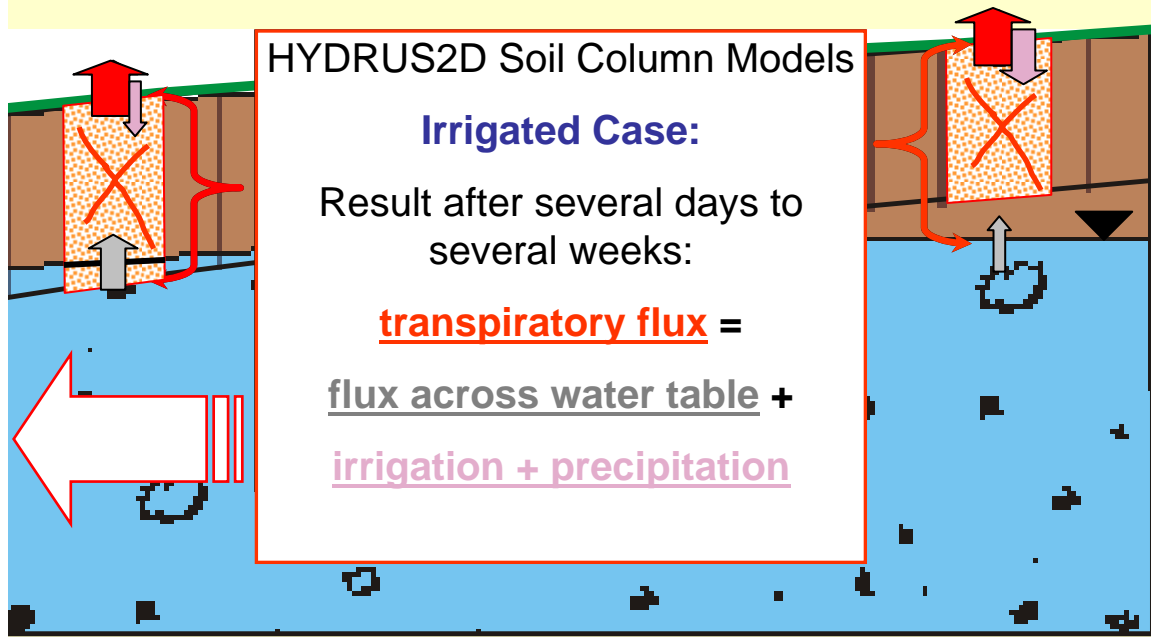 HYDRUS2D Soil Column Models
Irrigated Case:
Result after several days to
several weeks:
transpiratory flux =
flux across water table +
irrigation + precipitation